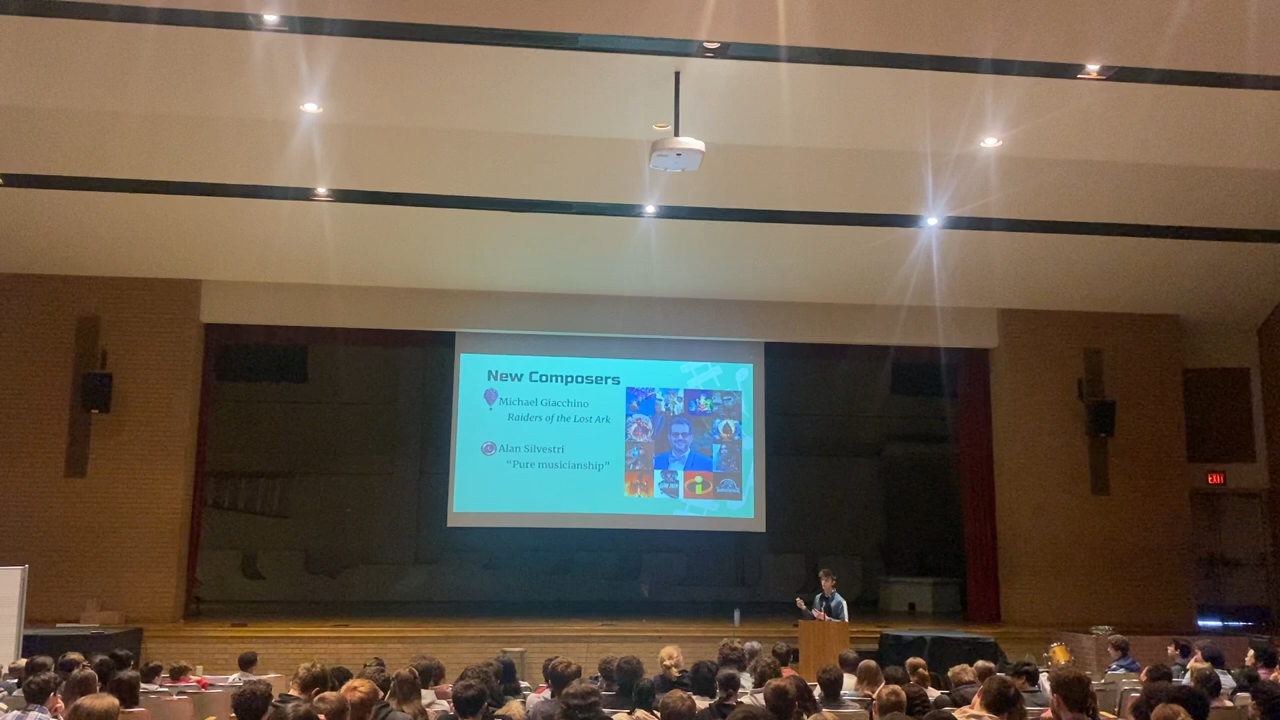 New Composers
Michael Giacchino
Raiders of the Lost Ark
Alan Silvestri
"Pure musicianship"
EXIT